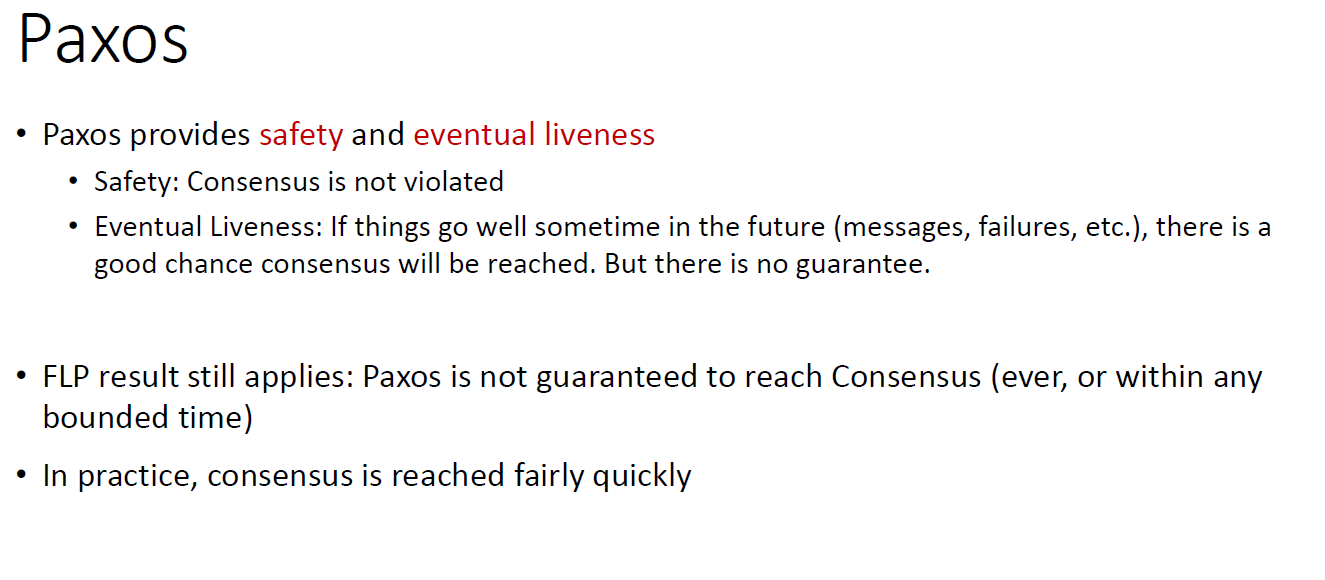 Paxos
• Paxos provides safety and eventual liveness
• Safety: Consensus is not violated
• Eventual Liveness: If things go well sometime in the future (messages, failures, etc.), there is a
good chance consensus will be reached. But there is no guarantee.
• FLP result still applies: Paxos is not guaranteed to reach Consensus (ever, or within any
bounded time)
• In practice, consensus is reached fairly quickly